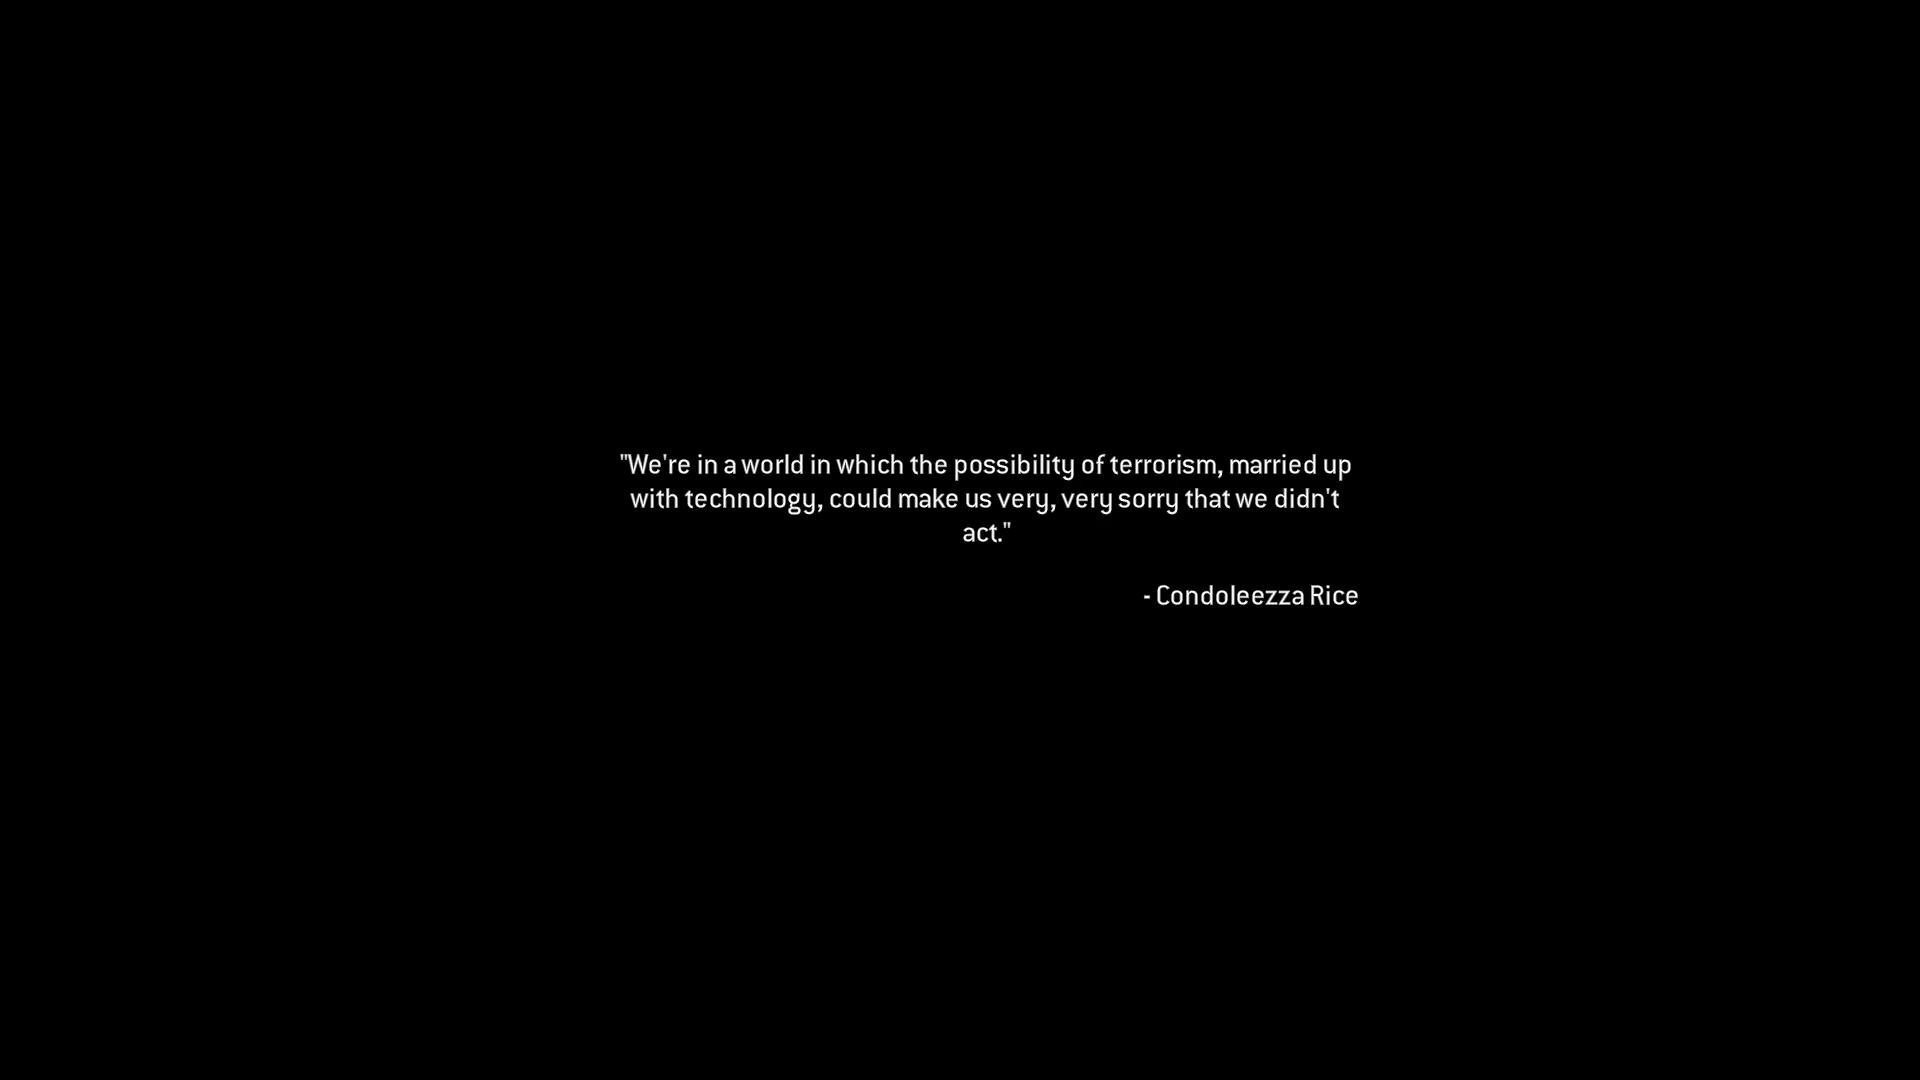 "We're in a world in which the possibility of terrorism, married up
with technology, could make us very, very sorry that we didn't
act."
- Condoleezza Rice